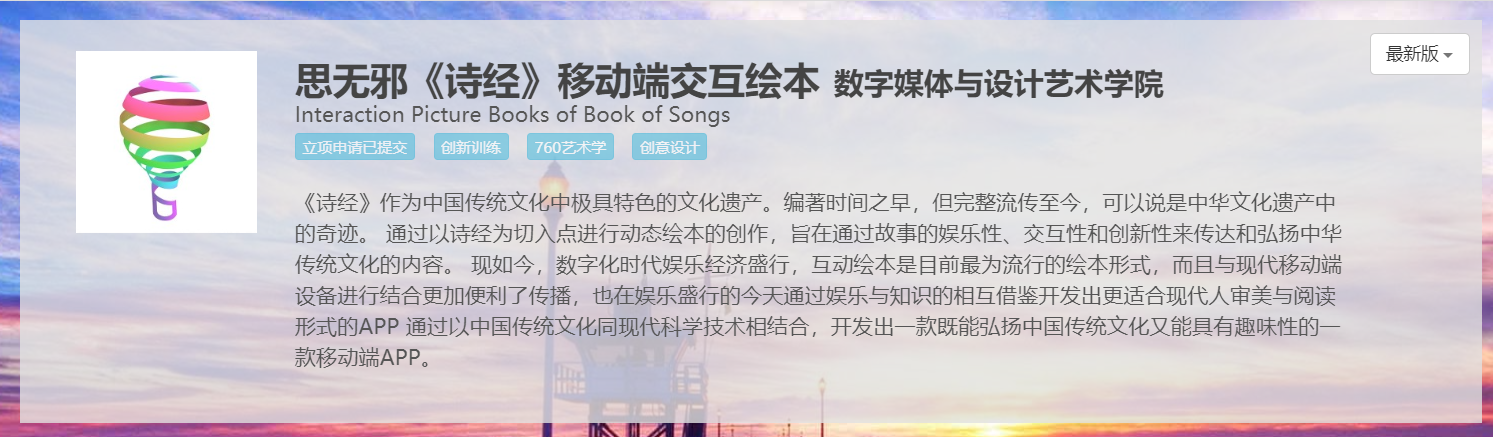 最新版
思无邪《诗经》移动端交互绘本 数字媒体与设计艺术学院
Interaction Picture Books of Book of Songs
立项申请已提交 创新训练 760艺术学 创意设计
《诗经》作为中国传统文化中极具特色的文化遗产。编著时间之早，但完整流传至今，可以说是中华文化遗产中
的奇迹。 通过以诗经为切入点进行动态绘本的创作，旨在通过故事的娱乐性、交互性和创新性来传达和弘扬中华
传统文化的内容。 现如今，数字化时代娱乐经济盛行，互动绘本是目前最为流行的绘本形式，而且与现代移动端
设备进行结合更加便利了传播，也在娱乐盛行的今天通过娱乐与知识的相互借鉴开发出更适合现代人审美与阅读
形式的APP 通过以中国传统文化同现代科学技术相结合，开发出一款既能弘扬中国传统文化又能具有趣味性的一
款移动端APP。